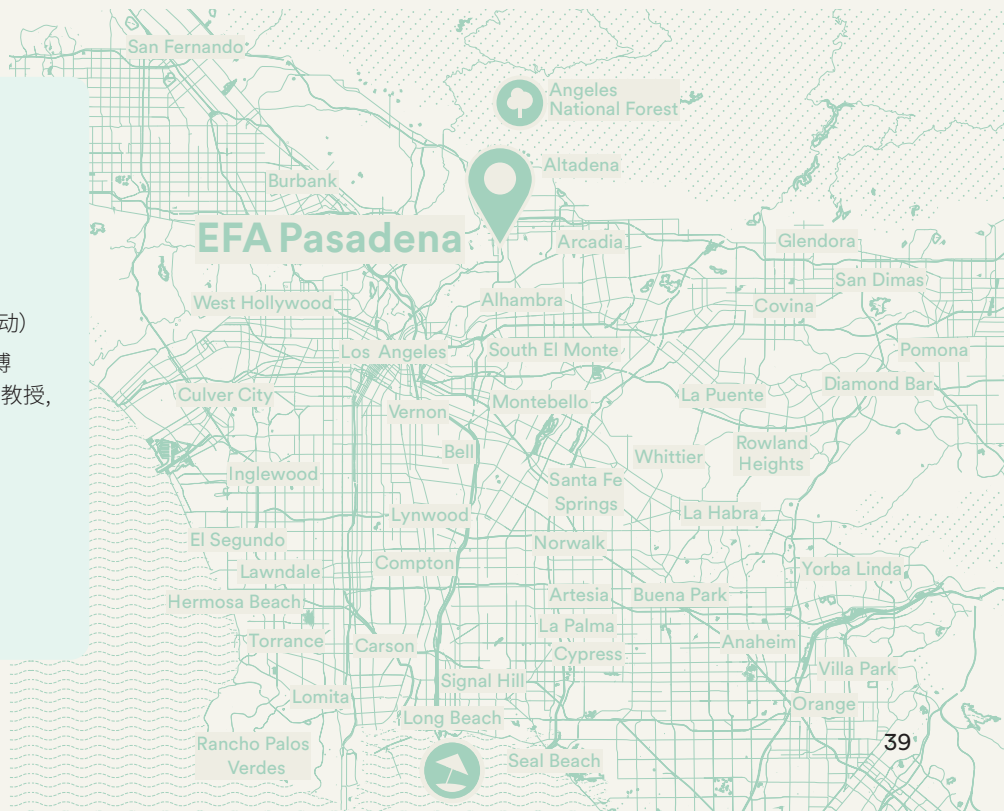 San Fernando
Angeles
National Forest
Altadena
Burbank
EFA Pasadena
Arcadia
Glendora
San Dimas
West Hollywood
Alhambra
Covina
动）
Los Angeles
South El Monte
Pomona
博
教授,
Culver City
Diamond Bar
Vernon
Montebello
La Puente
Bell
Whittier
Rowland
Heights
Inglewood
Santa Fe
Springs
Lynwood
La Habra
El Segundo
Norwalk
Lawndale
Compton
Yorba Linda
Hermosa Beach
Artesia
Buena Park
La Palma
Torrance
Carson
Cypress
Anaheim
Villa Park
Signal Hill
Lomita
Orange
Long Beach
Rancho Palos
Verdes
39
Seal Beach